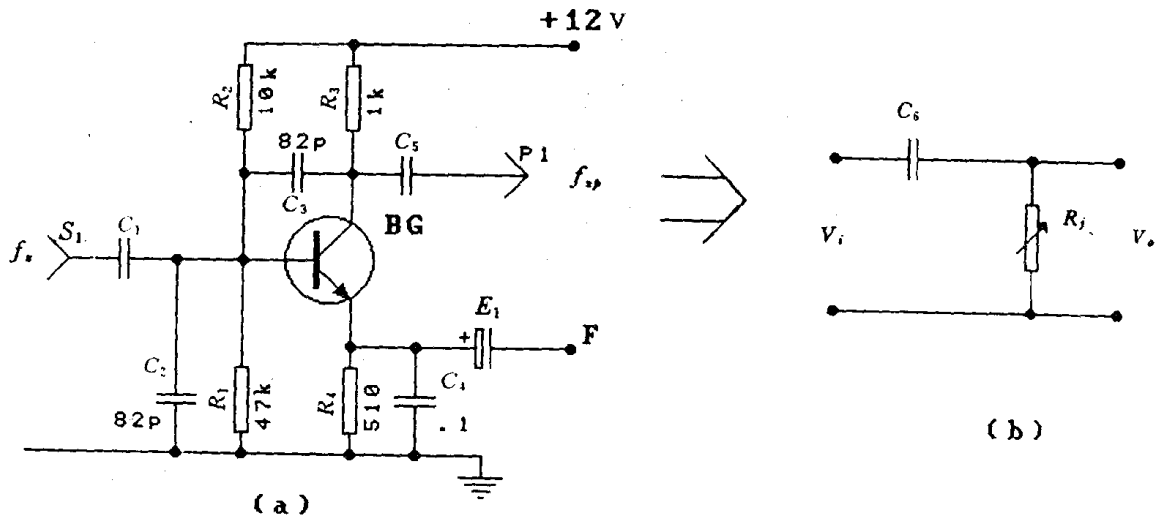 +12V
R₂
10k
R₃
1k
82p
C₃
C₅
P1
fₓₚ
BG
fₓ
S₁
C₁
E₁
+
F
C₂
82p
R₁
47k
R₄
510
C₄
.1
(a)
C₆
Vᵢ
Rⱼ
Vₒ
(b)